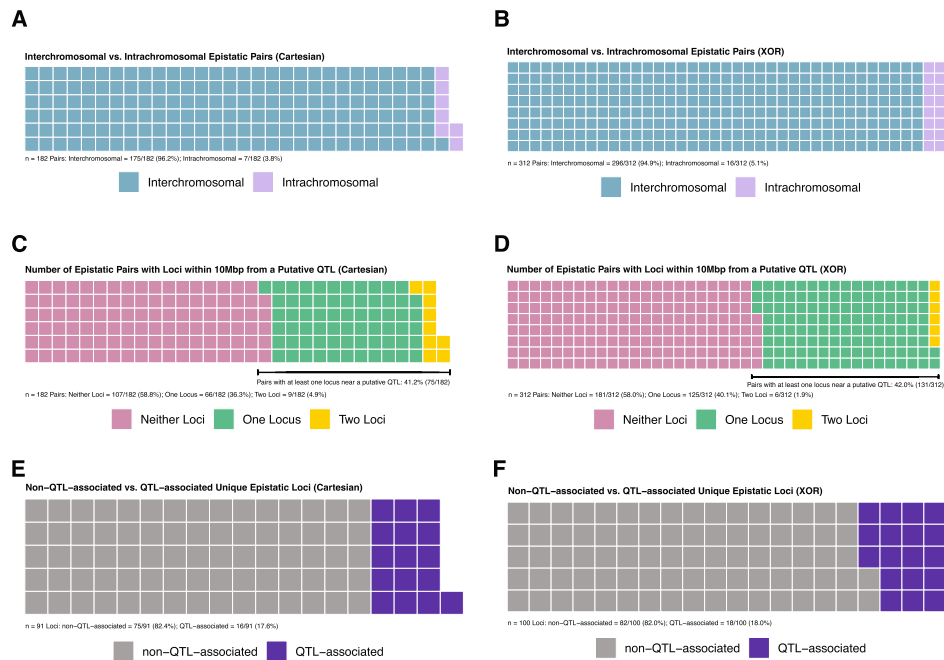 A
Interchromosomal vs. Intrachromosomal Epistatic Pairs (Cartesian)
n = 182 Pairs: Interchromosomal = 175/182 (96.2%); Intrachromosomal = 7/182 (3.8%)
Interchromosomal Intrachromosomal
B
Interchromosomal vs. Intrachromosomal Epistatic Pairs (XOR)
n = 312 Pairs: Interchromosomal = 296/312 (94.9%); Intrachromosomal = 16/312 (5.1%)
Interchromosomal Intrachromosomal
C
Number of Epistatic Pairs with Loci within 10Mbp from a Putative QTL (Cartesian)
Pairs with at least one locus near a putative QTL: 41.2% (75/182)
n = 182 Pairs: Neither Loci = 107/182 (58.8%); One Locus = 66/182 (36.3%); Two Loci = 9/182 (4.9%)
Neither Loci One Locus Two Loci
D
Number of Epistatic Pairs with Loci within 10Mbp from a Putative QTL (XOR)
Pairs with at least one locus near a putative QTL: 42.0% (131/312)
n = 312 Pairs: Neither Loci = 181/312 (58.0%); One Locus = 125/312 (40.1%); Two Loci = 6/312 (1.9%)
Neither Loci One Locus Two Loci
E
Non−QTL−associated vs. QTL−associated Unique Epistatic Loci (Cartesian)
n = 91 Loci: non−QTL−associated = 75/91 (82.4%); QTL−associated = 16/91 (17.6%)
non−QTL−associated QTL−associated
F
Non−QTL−associated vs. QTL−associated Unique Epistatic Loci (XOR)
n = 100 Loci: non−QTL−associated = 82/100 (82.0%); QTL−associated = 18/100 (18.0%)
non−QTL−associated QTL−associated